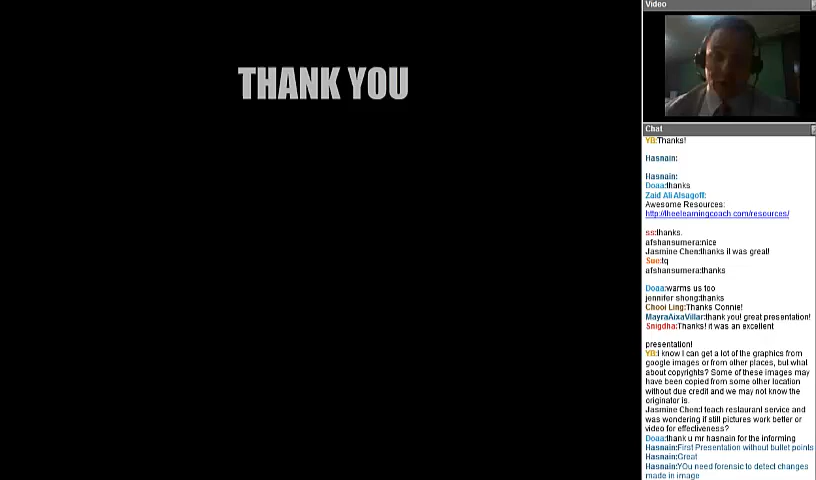 THANK YOU
Video
Chat
YB:Thanks!
Hasnain:
Hasnain:
Doaa:thanks
Zaid Ali Alsagoff:
Awesome Resources:
http://theelearningcoach.com/resources/
ss:thanks.
afshansumera:nice
Jasmine Chen:thanks it was great!
Sue:tq
afshansumera:thanks
Doaa:warms us too
jennifer shong:thanks
Chooi Ling:Thanks Connie!
MayraAixaVillar:thank you! great presentation!
Snigdha:Thanks! it was an excellent
presentation!
YB:I know I can get a lot of the graphics from
google images or from other places, but what
about copyrights? Some of these images may
have been copied from some other location
without due credit and we may not know the
originator is.
Jasmine Chen:I teach restaurant service and
was wondering if still pictures work better or
video for effectiveness?
Doaa:thank u mr hasnain for the informing
Hasnain:First Presentation without bullet points
Hasnain:Great
Hasnain:YOu need forensic to detect changes
made in image